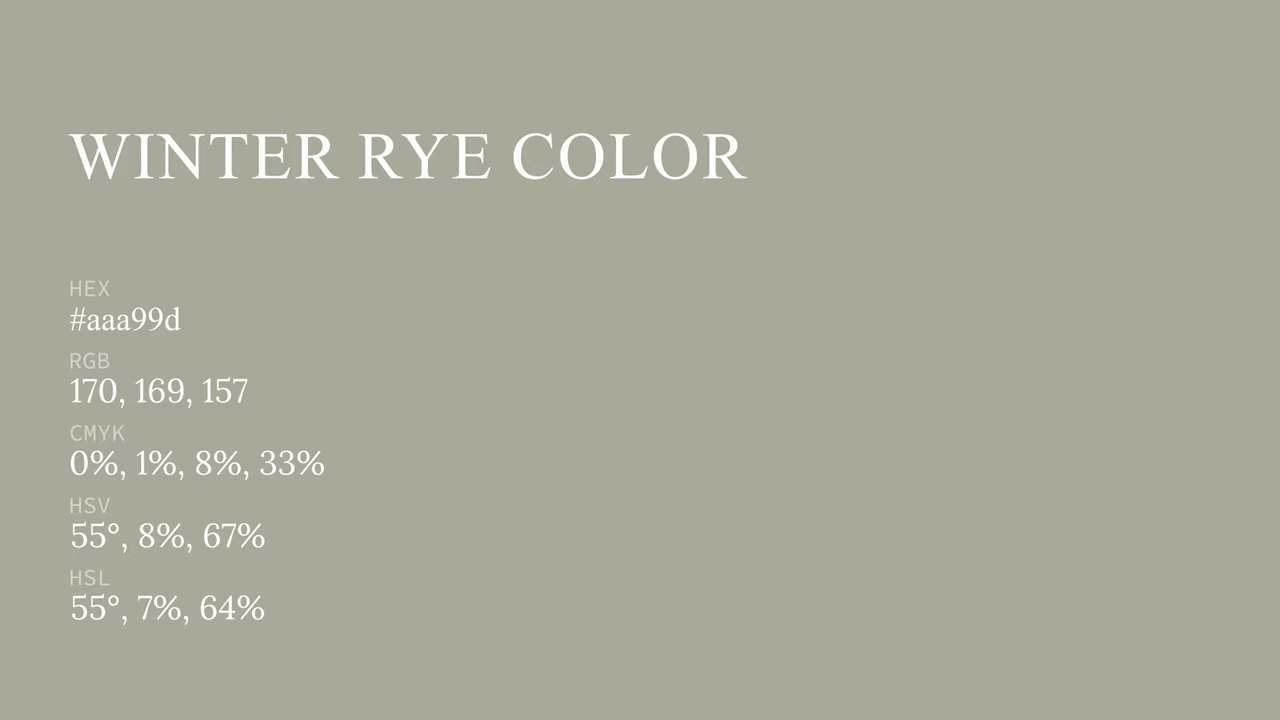 WINTER RYE COLOR
HEX
#aaa99d
RGB
170, 169, 157
CMYK
0%, 1%, 8%, 33%
HSV
55°, 8%, 67%
HSL
55°, 7%, 64%